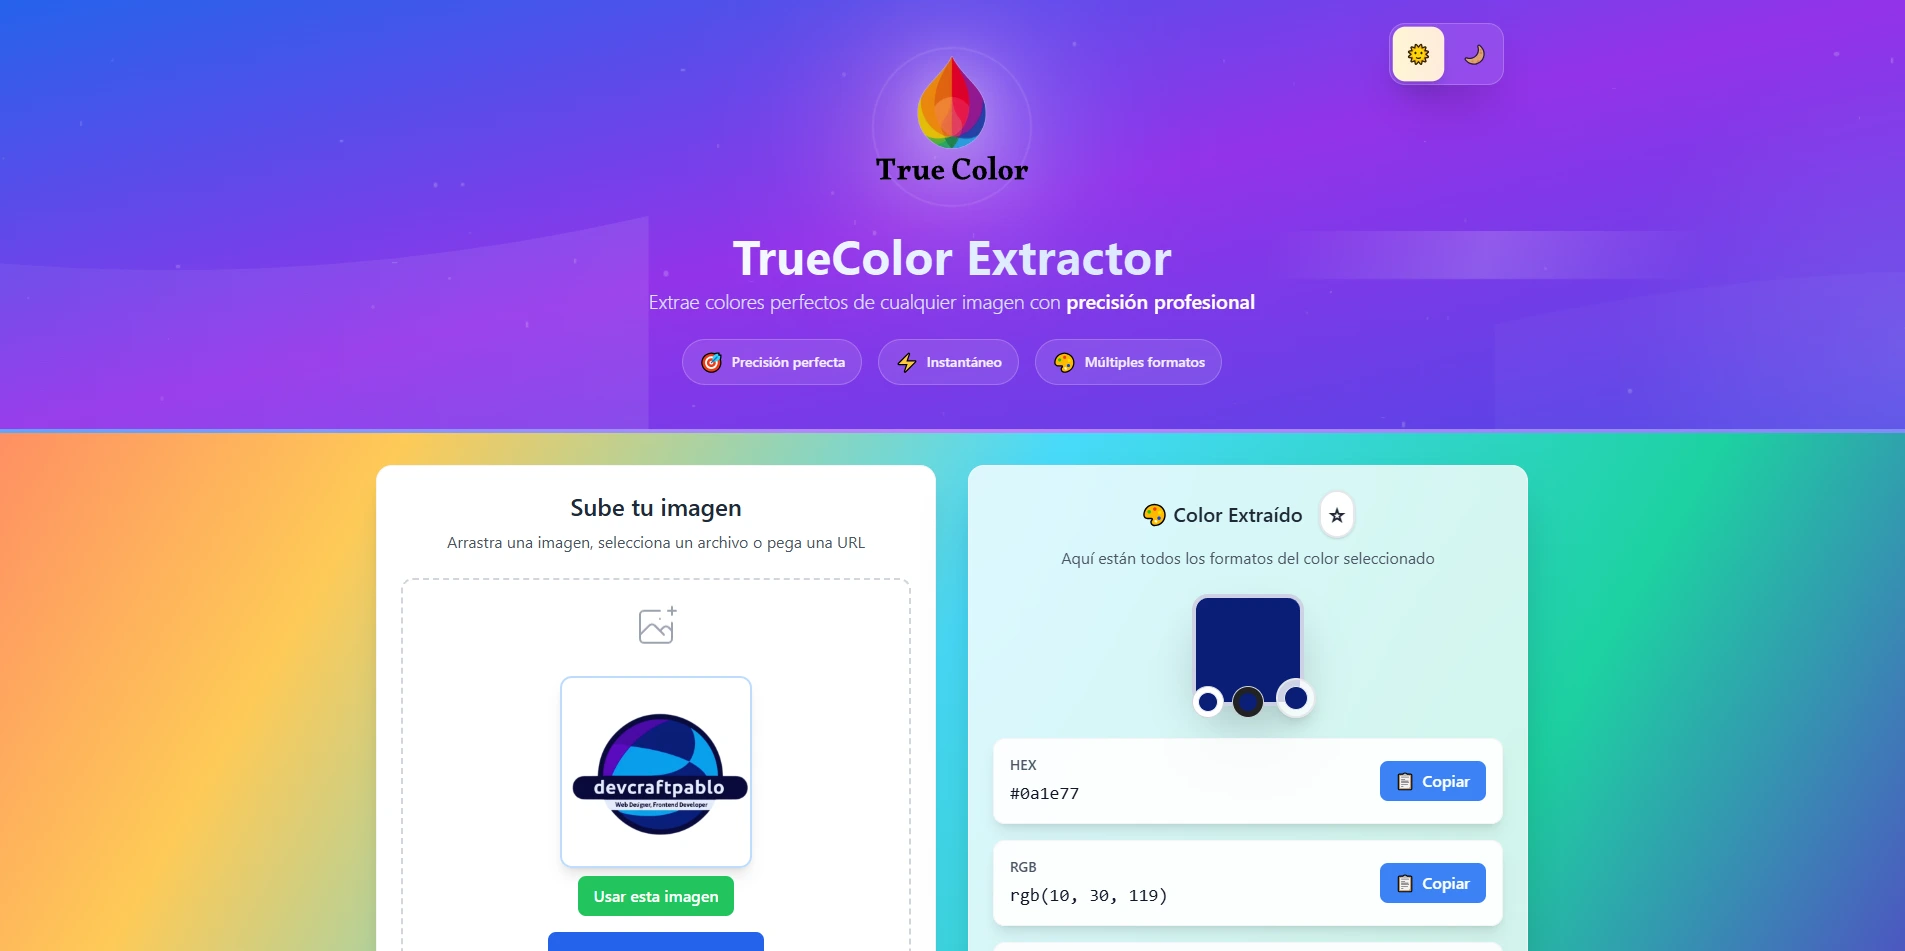 True Color
TrueColor Extractor
Extrae colores perfectos de cualquier imagen con precisión profesional
Precisión perfecta
Instantáneo
Múltiples formatos
Sube tu imagen
Arrastra una imagen, selecciona un archivo o pega una URL
devcraftpablo
Web Designer, Frontend Developer
Usar esta imagen
Color Extraído
Aquí están todos los formatos del color seleccionado
HEX
#0a1e77
Copiar
RGB
rgb(10, 30, 119)
Copiar